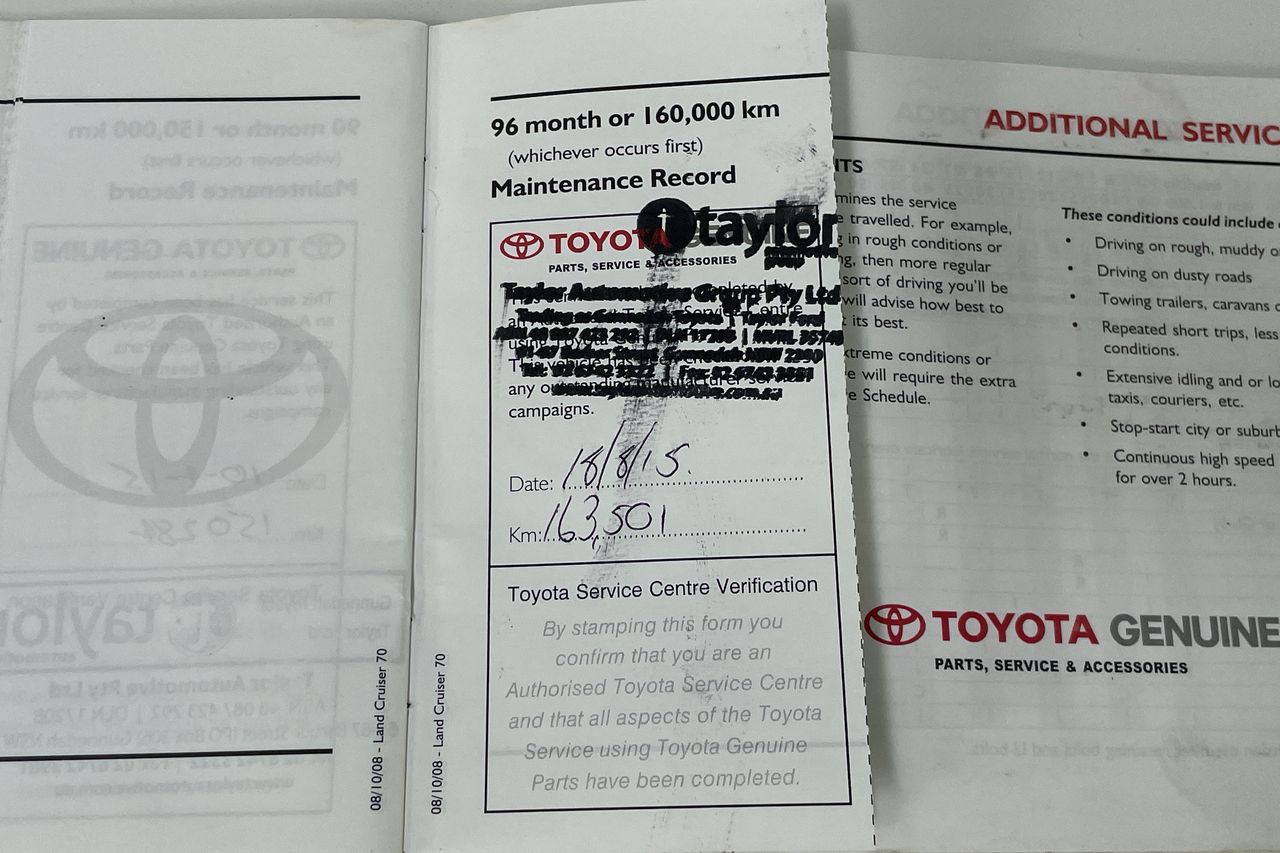 96 month or 160,000 km
(whichever occurs first)
Maintenance Record
TOYOTA
PARTS, SERVICE & ACCESSORIES
taylor
Taylor Automotive Group Pty Ltd
any outstanding manufacturer
campaigns.
Date: 18/8/15.
Km: 163,501
Toyota Service Centre Verification
By stamping this form you
confirm that you are an
Authorised Toyota Service Centre
and that all aspects of the Toyota
Service using Toyota Genuine
Parts have been completed.
08/10/08 - Land Cruiser 70
08/10/08 - Land Cruiser 70
ADDITIONAL SERVIC
ITS
mines the service
e travelled. For example,
g in rough conditions or
ng, then more regular
sort of driving you'll be
will advise how best to
its best.
xtreme conditions or
e will require the extra
e Schedule.
These conditions could include
• Driving on rough, muddy o
• Driving on dusty roads
• Towing trailers, caravans
• Repeated short trips, less
conditions.
• Extensive idling and or lo
taxis, couriers, etc.
• Stop-start city or suburb
• Continuous high speed
for over 2 hours.
TOYOTA GENUINE
PARTS, SERVICE & ACCESSORIES